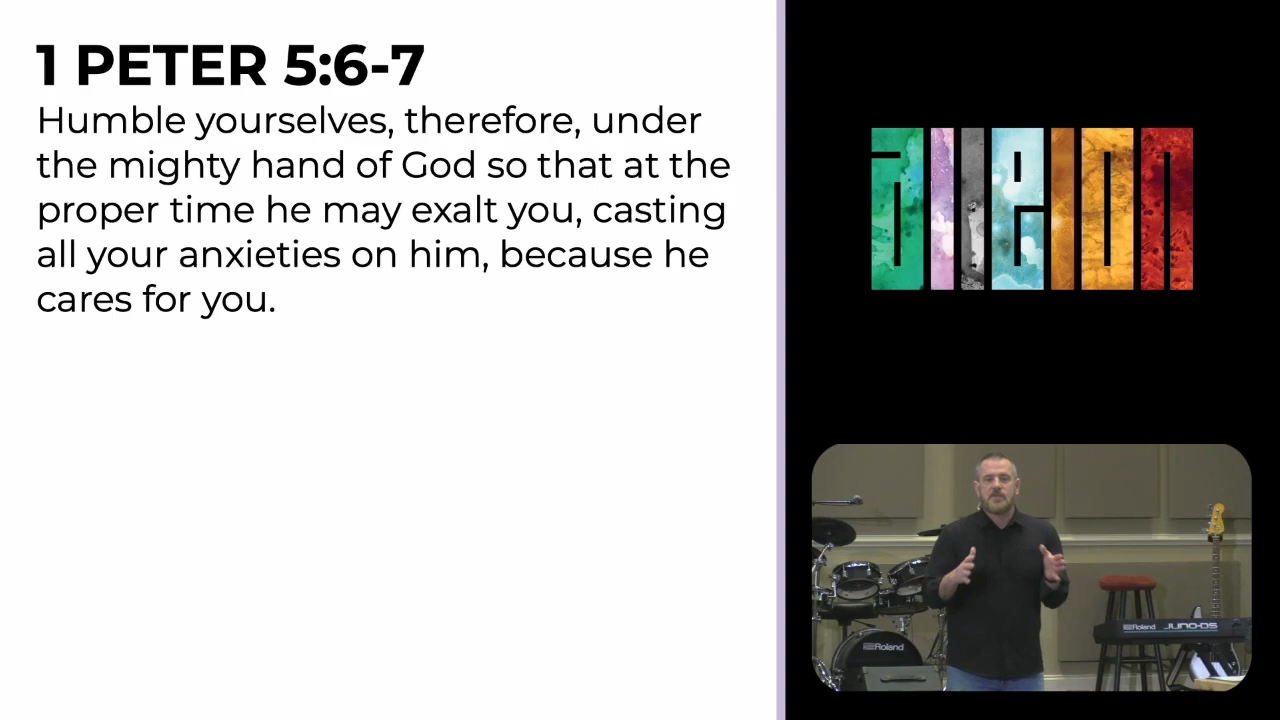 1 PETER 5:6-7
Humble yourselves, therefore, under
the mighty hand of God so that at the
proper time he may exalt you, casting
all your anxieties on him, because he
cares for you.
Roland
Roland JUNO-DS